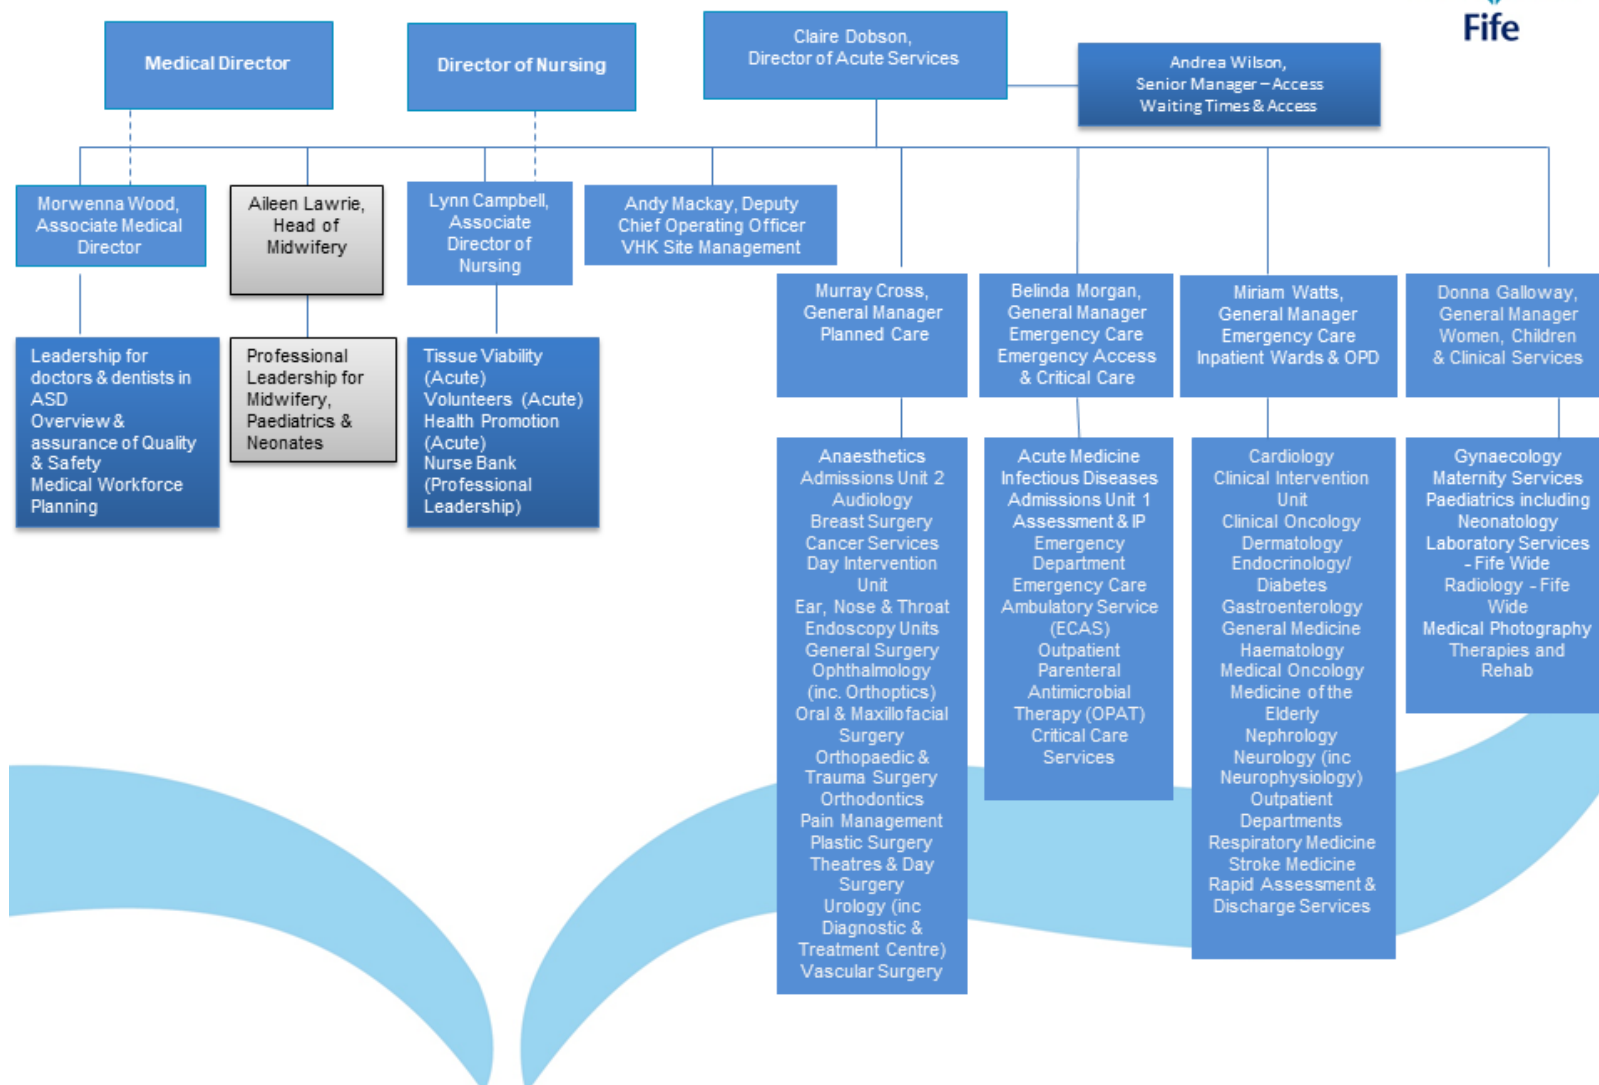 Fife
Medical Director
Director of Nursing
Claire Dobson,
Director of Acute Services
Andrea Wilson,
Senior Manager – Access
Waiting Times & Access
Morwenna Wood,
Associate Medical
Director
Aileen Lawrie,
Head of
Midwifery
Lynn Campbell,
Associate
Director of
Nursing
Andy Mackay, Deputy
Chief Operating Officer
VHK Site Management
Murray Cross,
General Manager
Planned Care
Belinda Morgan,
General Manager
Emergency Care
Emergency Access
& Critical Care
Miriam Watts,
General Manager
Emergency Care
Inpatient Wards & OPD
Donna Galloway,
General Manager
Women, Children
& Clinical Services
Leadership for
doctors & dentists in
ASD
Overview &
assurance of Quality
& Safety
Medical Workforce
Planning
Professional
Leadership for
Midwifery,
Paediatrics &
Neonates
Tissue Viability
(Acute)
Volunteers (Acute)
Health Promotion
(Acute)
Nurse Bank
(Professional
Leadership)
Anaesthetics
Admissions Unit 2
Audiology
Breast Surgery
Cancer Services
Day Intervention
Unit
Ear, Nose & Throat
Endoscopy Units
General Surgery
Ophthalmology
(inc. Orthoptics)
Oral & Maxillofacial
Surgery
Orthopaedic &
Trauma Surgery
Orthodontics
Pain Management
Plastic Surgery
Theatres & Day
Surgery
Urology (inc
Diagnostic &
Treatment Centre)
Vascular Surgery
Acute Medicine
Infectious Diseases
Admissions Unit 1
Assessment & IP
Emergency
Department
Emergency Care
Ambulatory Service
(ECAS)
Outpatient
Parenteral
Antimicrobial
Therapy (OPAT)
Critical Care
Services
Cardiology
Clinical Intervention
Unit
Clinical Oncology
Dermatology
Endocrinology/
Diabetes
Gastroenterology
General Medicine
Haematology
Medical Oncology
Medicine of the
Elderly
Nephrology
Neurology (inc
Neurophysiology)
Outpatient
Departments
Respiratory Medicine
Stroke Medicine
Rapid Assessment &
Discharge Services
Gynaecology
Maternity Services
Paediatrics including
Neonatology
Laboratory Services
- Fife Wide
Radiology - Fife
Wide
Medical Photography
Therapies and
Rehab